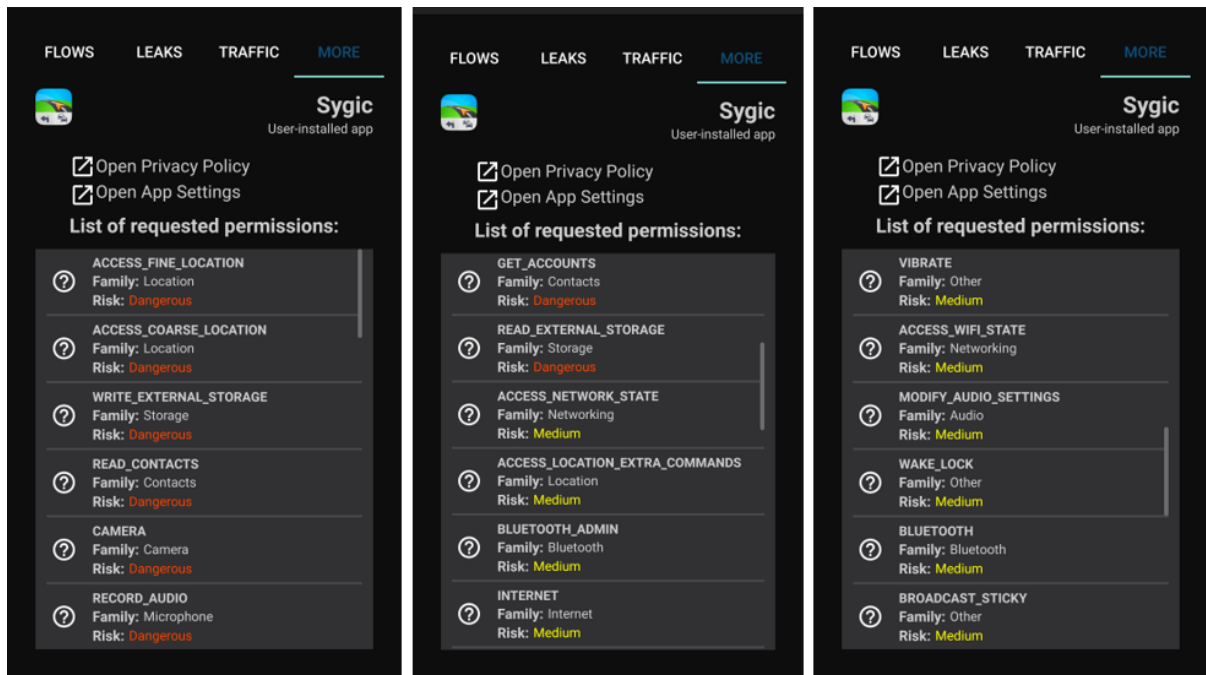 FLOWS LEAKS TRAFFIC MORE
Sygic
User-installed app
Open Privacy Policy
Open App Settings
List of requested permissions:
ACCESS_FINE_LOCATION
Family: Location
Risk: Dangerous
ACCESS_COARSE_LOCATION
Family: Location
Risk: Dangerous
WRITE_EXTERNAL_STORAGE
Family: Storage
Risk: Dangerous
READ_CONTACTS
Family: Contacts
Risk: Dangerous
CAMERA
Family: Camera
Risk: Dangerous
RECORD_AUDIO
Family: Microphone
Risk: Dangerous
FLOWS LEAKS TRAFFIC MORE
Sygic
User-installed app
Open Privacy Policy
Open App Settings
List of requested permissions:
GET_ACCOUNTS
Family: Contacts
Risk: Dangerous
READ_EXTERNAL_STORAGE
Family: Storage
Risk: Dangerous
ACCESS_NETWORK_STATE
Family: Networking
Risk: Medium
ACCESS_LOCATION_EXTRA_COMMANDS
Family: Location
Risk: Medium
BLUETOOTH_ADMIN
Family: Bluetooth
Risk: Medium
INTERNET
Family: Internet
Risk: Medium
FLOWS LEAKS TRAFFIC MORE
Sygic
User-installed app
Open Privacy Policy
Open App Settings
List of requested permissions:
VIBRATE
Family: Other
Risk: Medium
ACCESS_WIFI_STATE
Family: Networking
Risk: Medium
MODIFY_AUDIO_SETTINGS
Family: Audio
Risk: Medium
WAKE_LOCK
Family: Other
Risk: Medium
BLUETOOTH
Family: Bluetooth
Risk: Medium
BROADCAST_STICKY
Family: Other
Risk: Medium